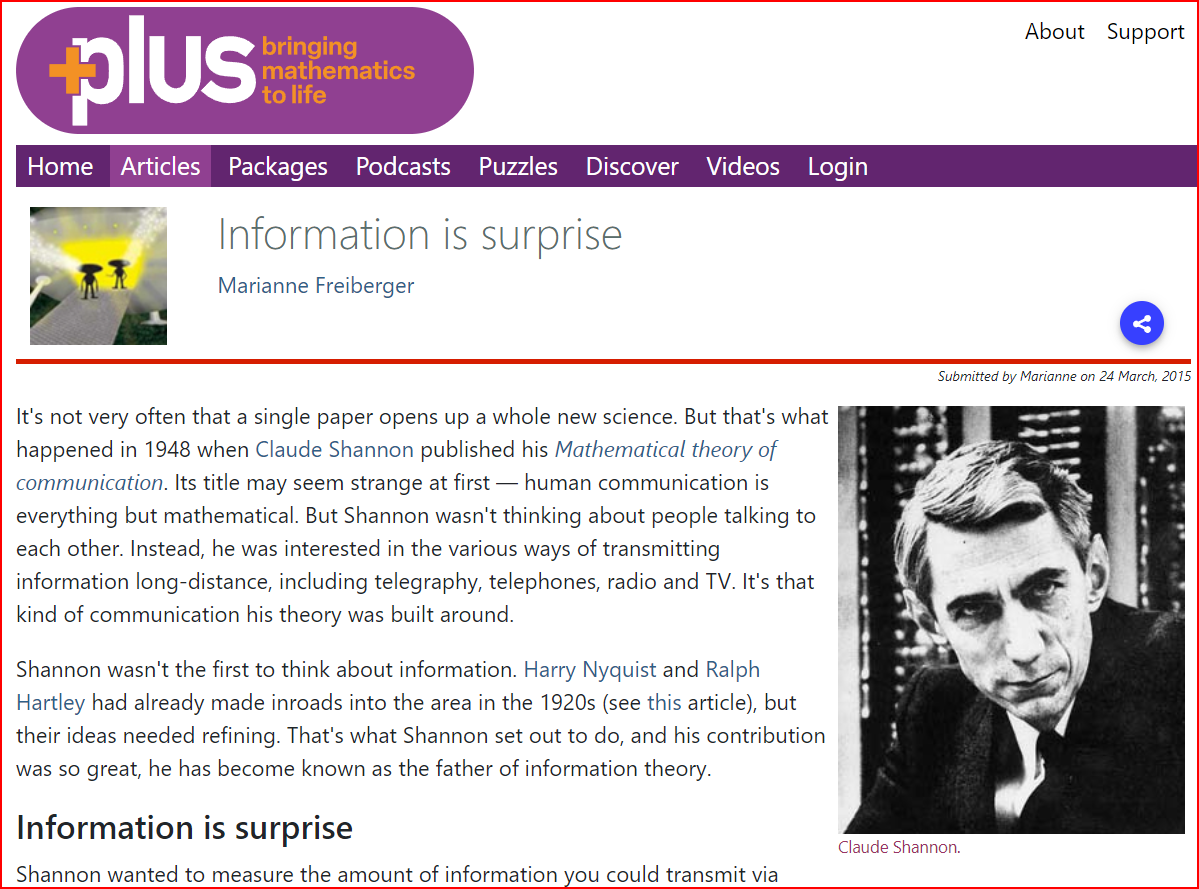 +plus
bringing
mathematics
to life
About Support
Home Articles Packages Podcasts Puzzles Discover Videos Login
Information is surprise
Marianne Freiberger
Submitted by Marianne on 24 March, 2015
It's not very often that a single paper opens up a whole new science. But that's what
happened in 1948 when Claude Shannon published his Mathematical theory of
communication. Its title may seem strange at first — human communication is
everything but mathematical. But Shannon wasn't thinking about people talking to
each other. Instead, he was interested in the various ways of transmitting
information long-distance, including telegraphy, telephones, radio and TV. It's that
kind of communication his theory was built around.
Shannon wasn't the first to think about information. Harry Nyquist and Ralph
Hartley had already made inroads into the area in the 1920s (see this article), but
their ideas needed refining. That's what Shannon set out to do, and his contribution
was so great, he has become known as the father of information theory.
Claude Shannon.
Information is surprise
Shannon wanted to measure the amount of information you could transmit via